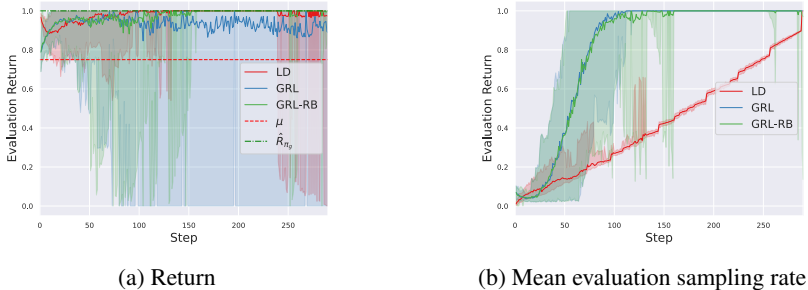 1.0
0.8
0.6
0.4
0.2
0.0
Evaluation Return
1 50 100 150 200 250
Step
LD
GRL
GRL-RB
μ
R̂πg
(a) Return
1.0
0.8
0.6
0.4
0.2
0.0
Evaluation Return
1 50 100 150 200 250
Step
LD
GRL
GRL-RB
(b) Mean evaluation sampling rate